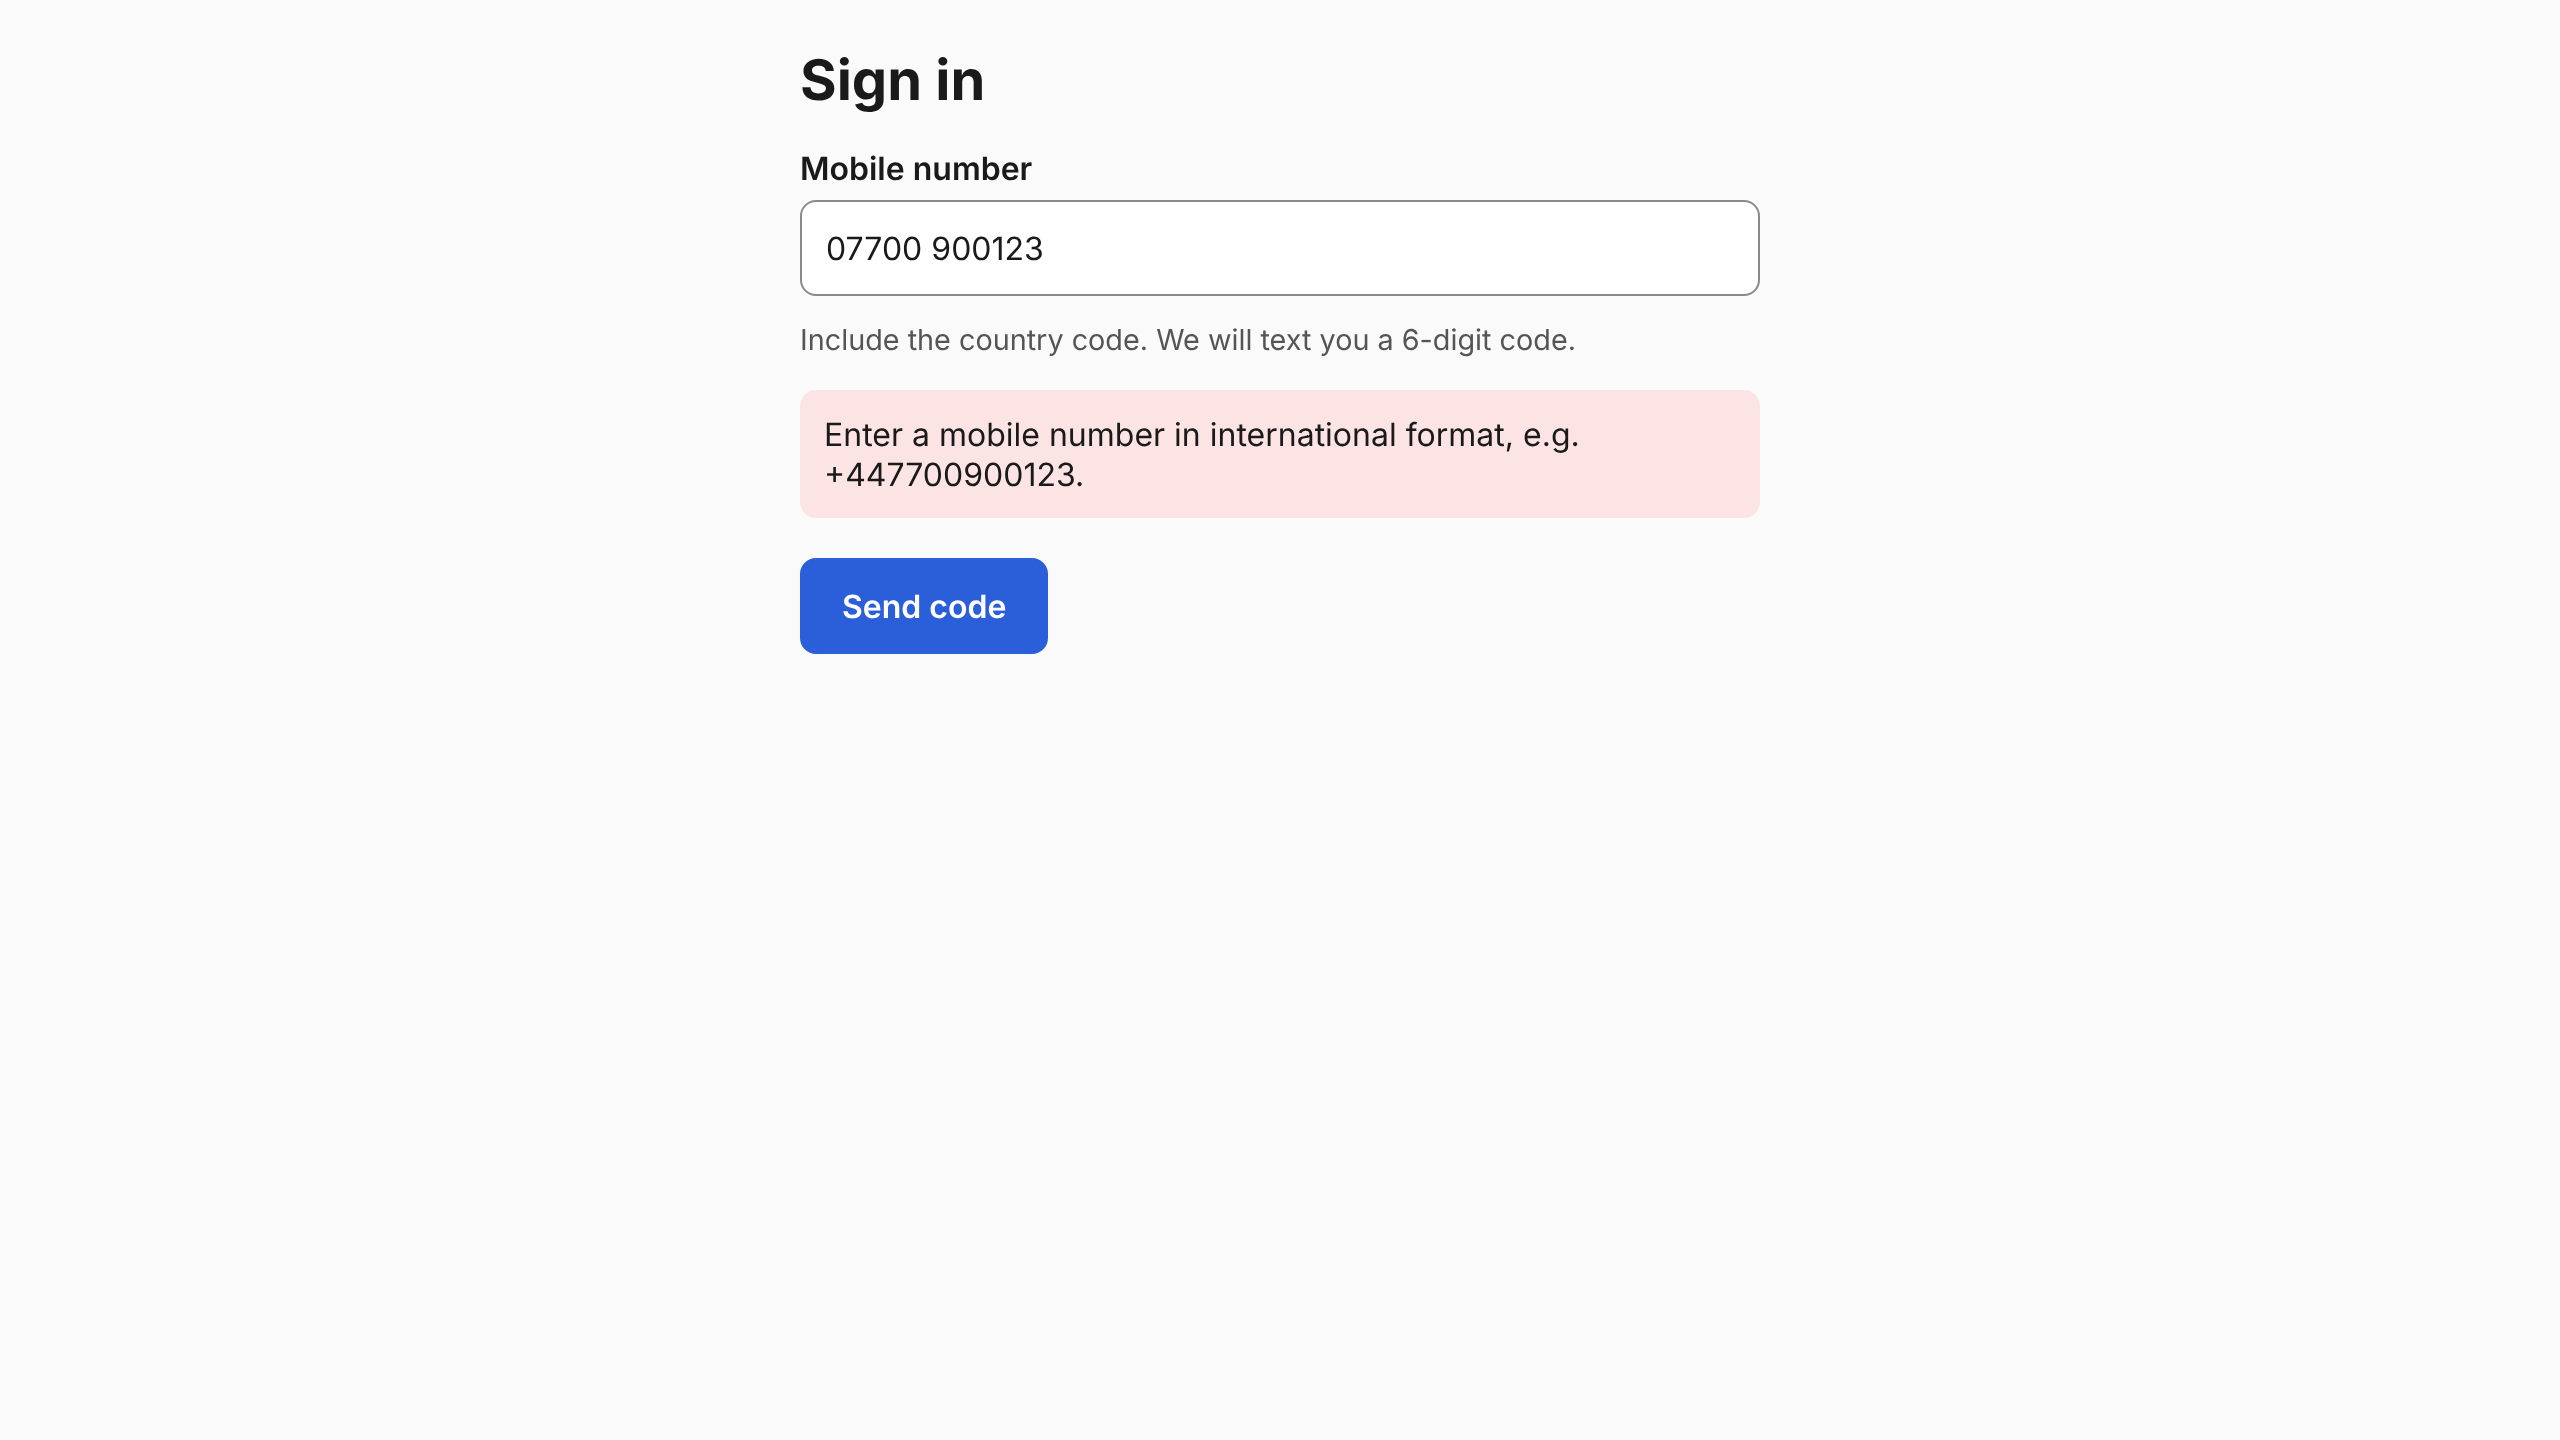 Sign in
Mobile number
07700 900123
Include the country code. We will text you a 6-digit code.
Enter a mobile number in international format, e.g.
+447700900123.
Send code